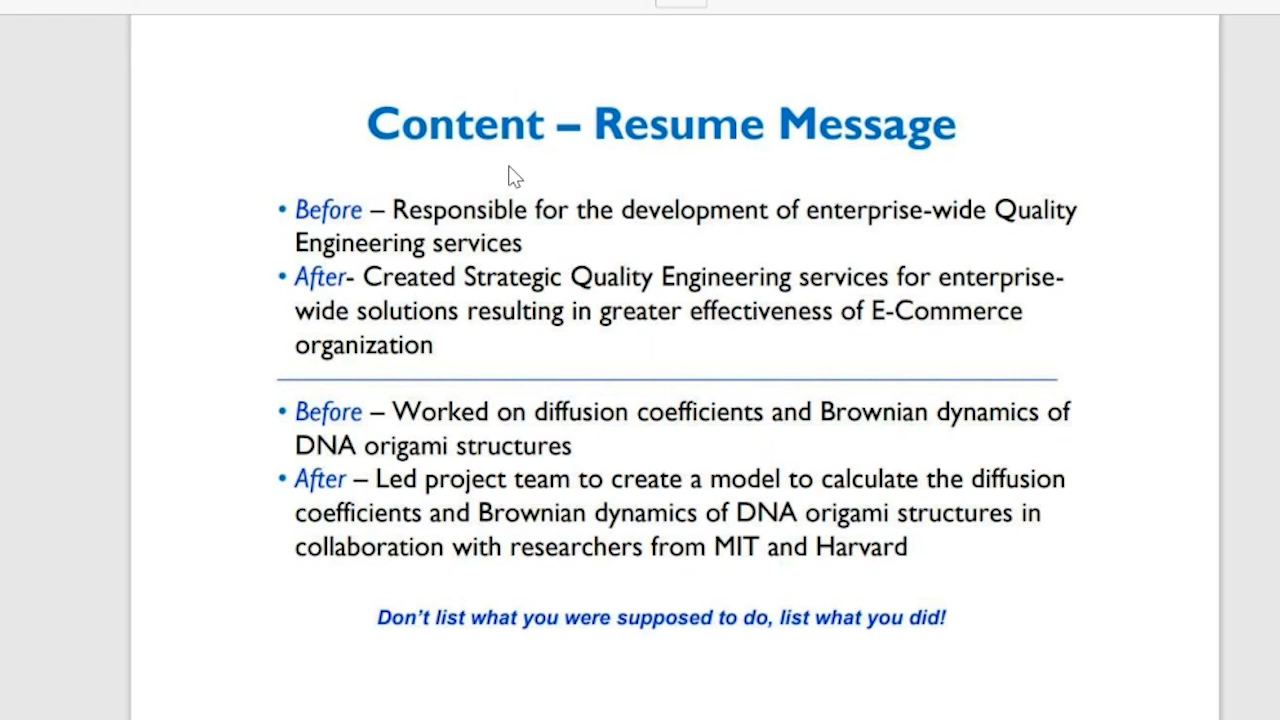 Content – Resume Message
• Before – Responsible for the development of enterprise-wide Quality
Engineering services
• After- Created Strategic Quality Engineering services for enterprise-
wide solutions resulting in greater effectiveness of E-Commerce
organization
• Before – Worked on diffusion coefficients and Brownian dynamics of
DNA origami structures
• After – Led project team to create a model to calculate the diffusion
coefficients and Brownian dynamics of DNA origami structures in
collaboration with researchers from MIT and Harvard
Don’t list what you were supposed to do, list what you did!